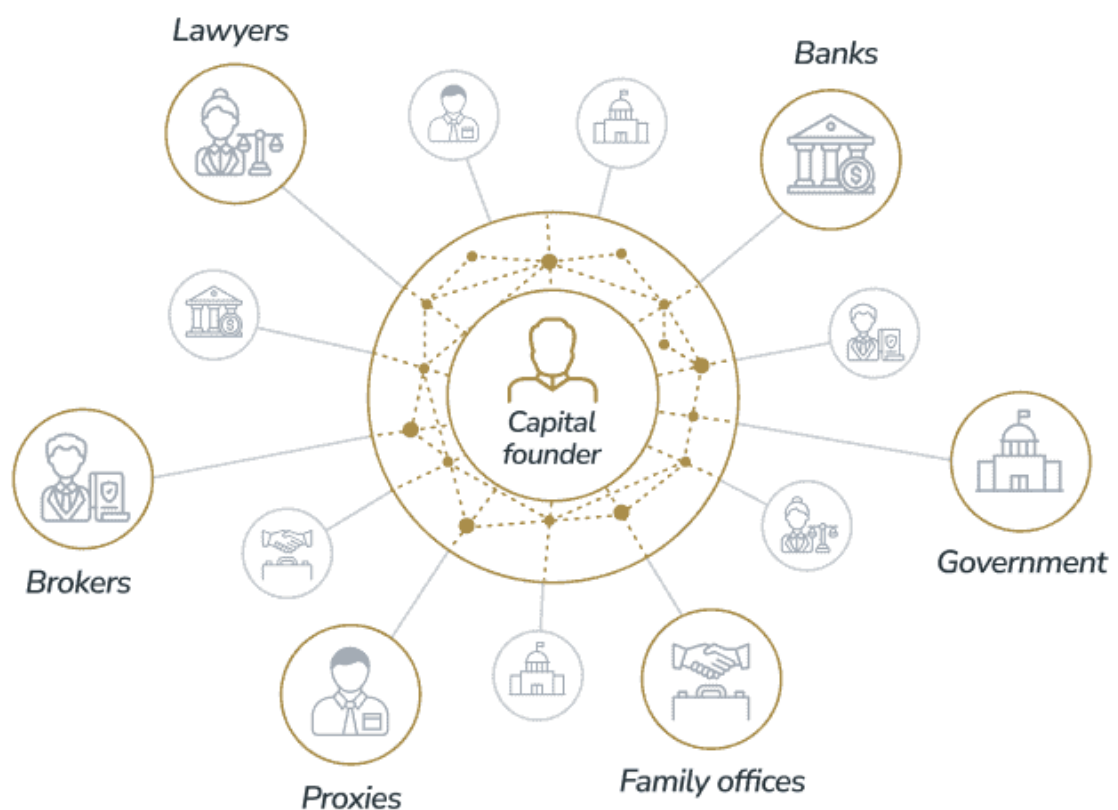 Lawyers
Banks
Capital
founder
Brokers
Government
Proxies
Family offices